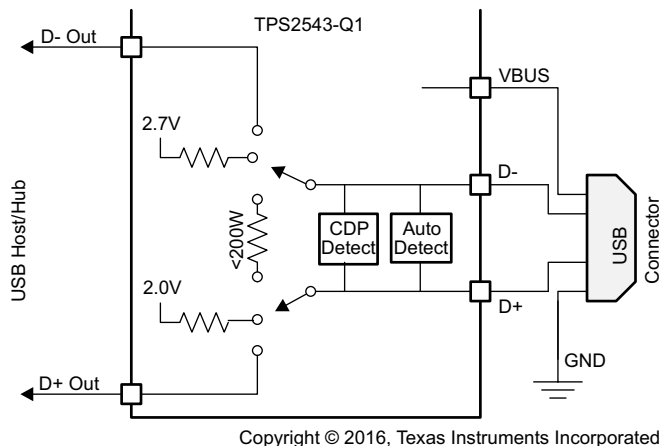 TPS2543-Q1
D- Out
VBUS
2.7V
D-
<200W
CDP
Detect
Auto
Detect
USB Host/Hub
USB
Connector
2.0V
D+
GND
D+ Out
Copyright © 2016, Texas Instruments Incorporated